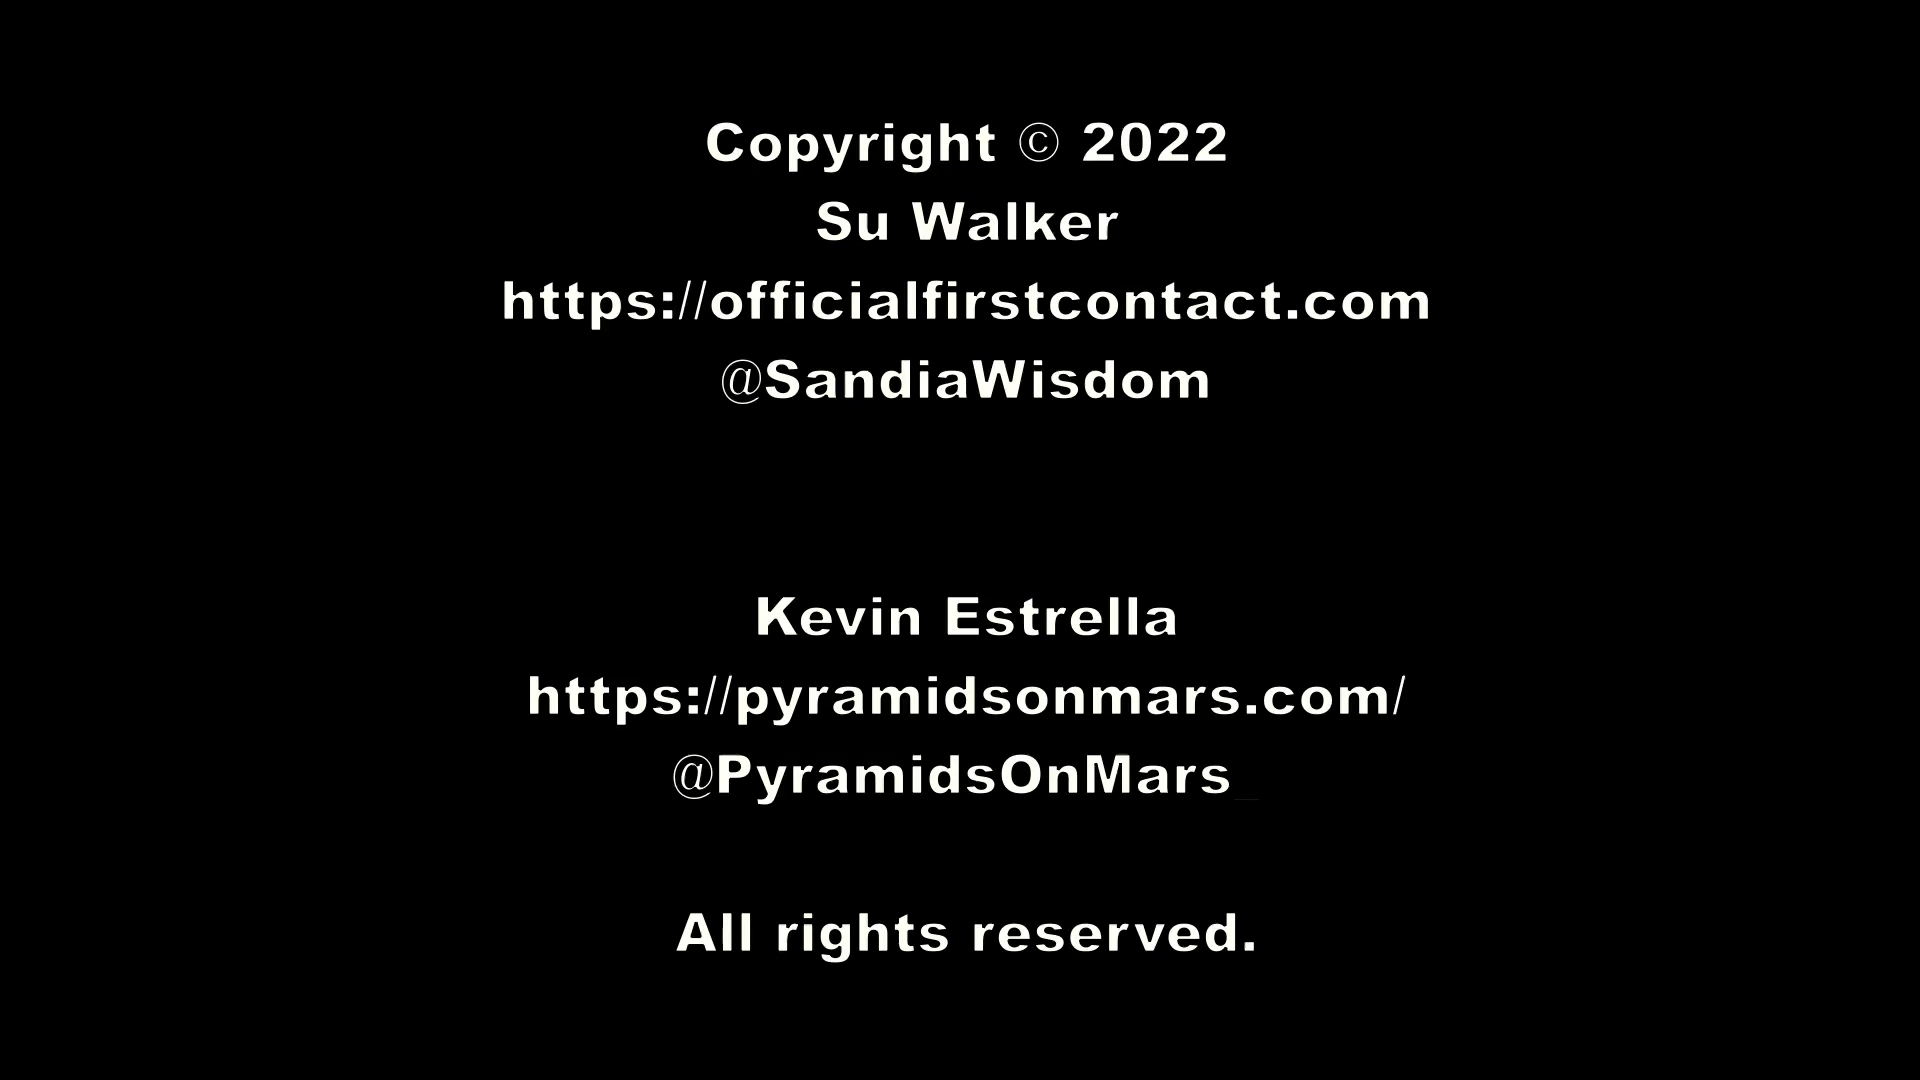 Copyright © 2022
Su Walker
https://officialfirstcontact.com
@SandiaWisdom
Kevin Estrella
https://pyramidsonmars.com/
@PyramidsOnMars_
All rights reserved.